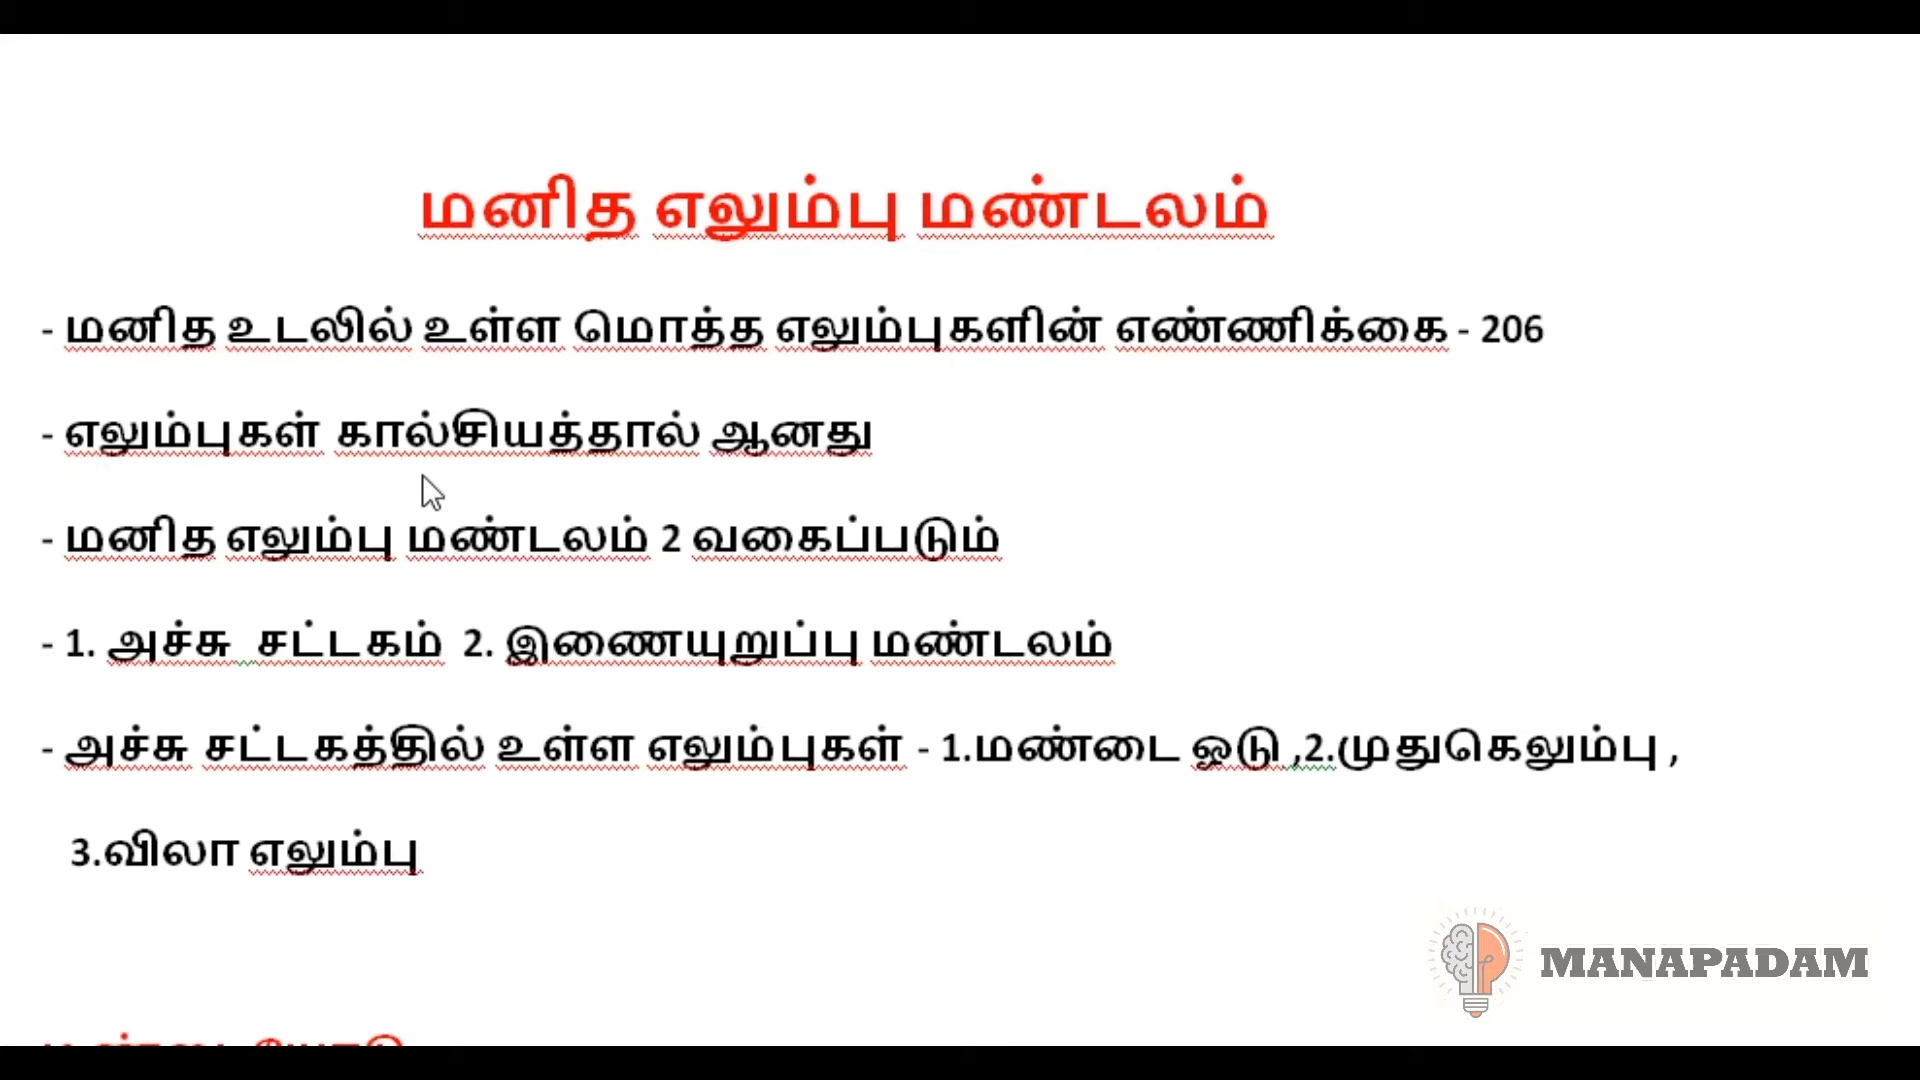 மனித எலும்பு மண்டலம்
- மனித உடலில் உள்ள மொத்த எலும்புகளின் எண்ணிக்கை - 206
- எலும்புகள் கால்சியத்தால் ஆனது
- மனித எலும்பு மண்டலம் 2 வகைப்படும்
- 1. அச்சு சட்டகம் 2. இணையுறுப்பு மண்டலம்
- அச்சு சட்டகத்தில் உள்ள எலும்புகள் - 1.மண்டை ஓடு ,2.முதுகெலும்பு ,
3.விலா எலும்பு
MANAPADAM